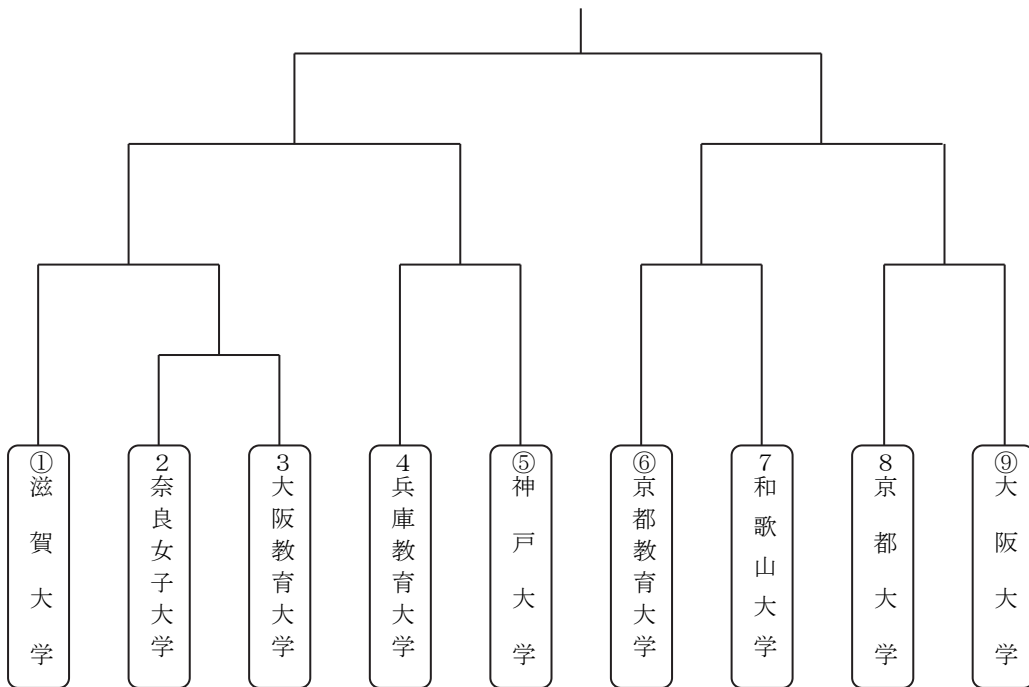 ①滋賀大学
2奈良女子大学
3大阪教育大学
4兵庫教育大学
⑤神戸大学
⑥京都教育大学
7和歌山大学
8京都大学
⑨大阪大学